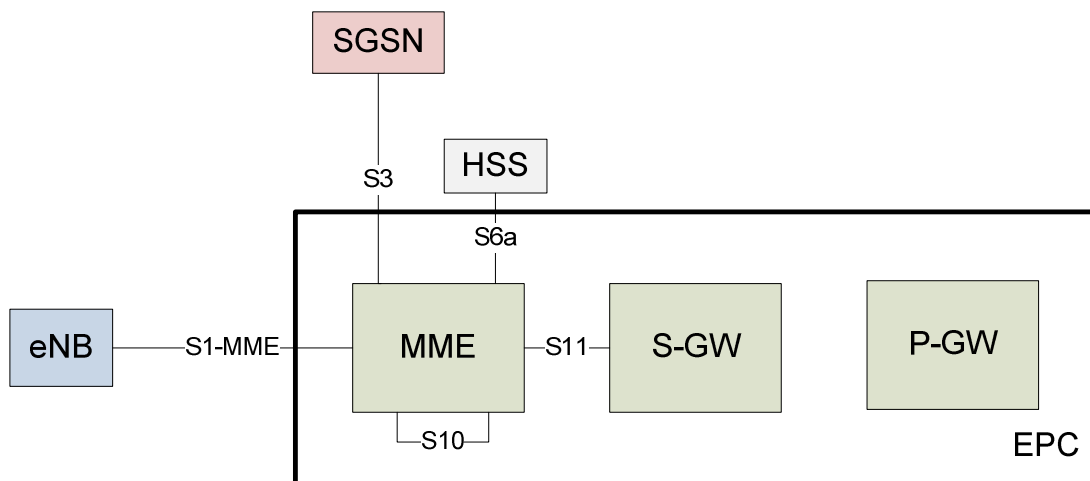 SGSN
S3
HSS
S6a
eNB
S1-MME
MME
S11
S-GW
P-GW
S10
EPC